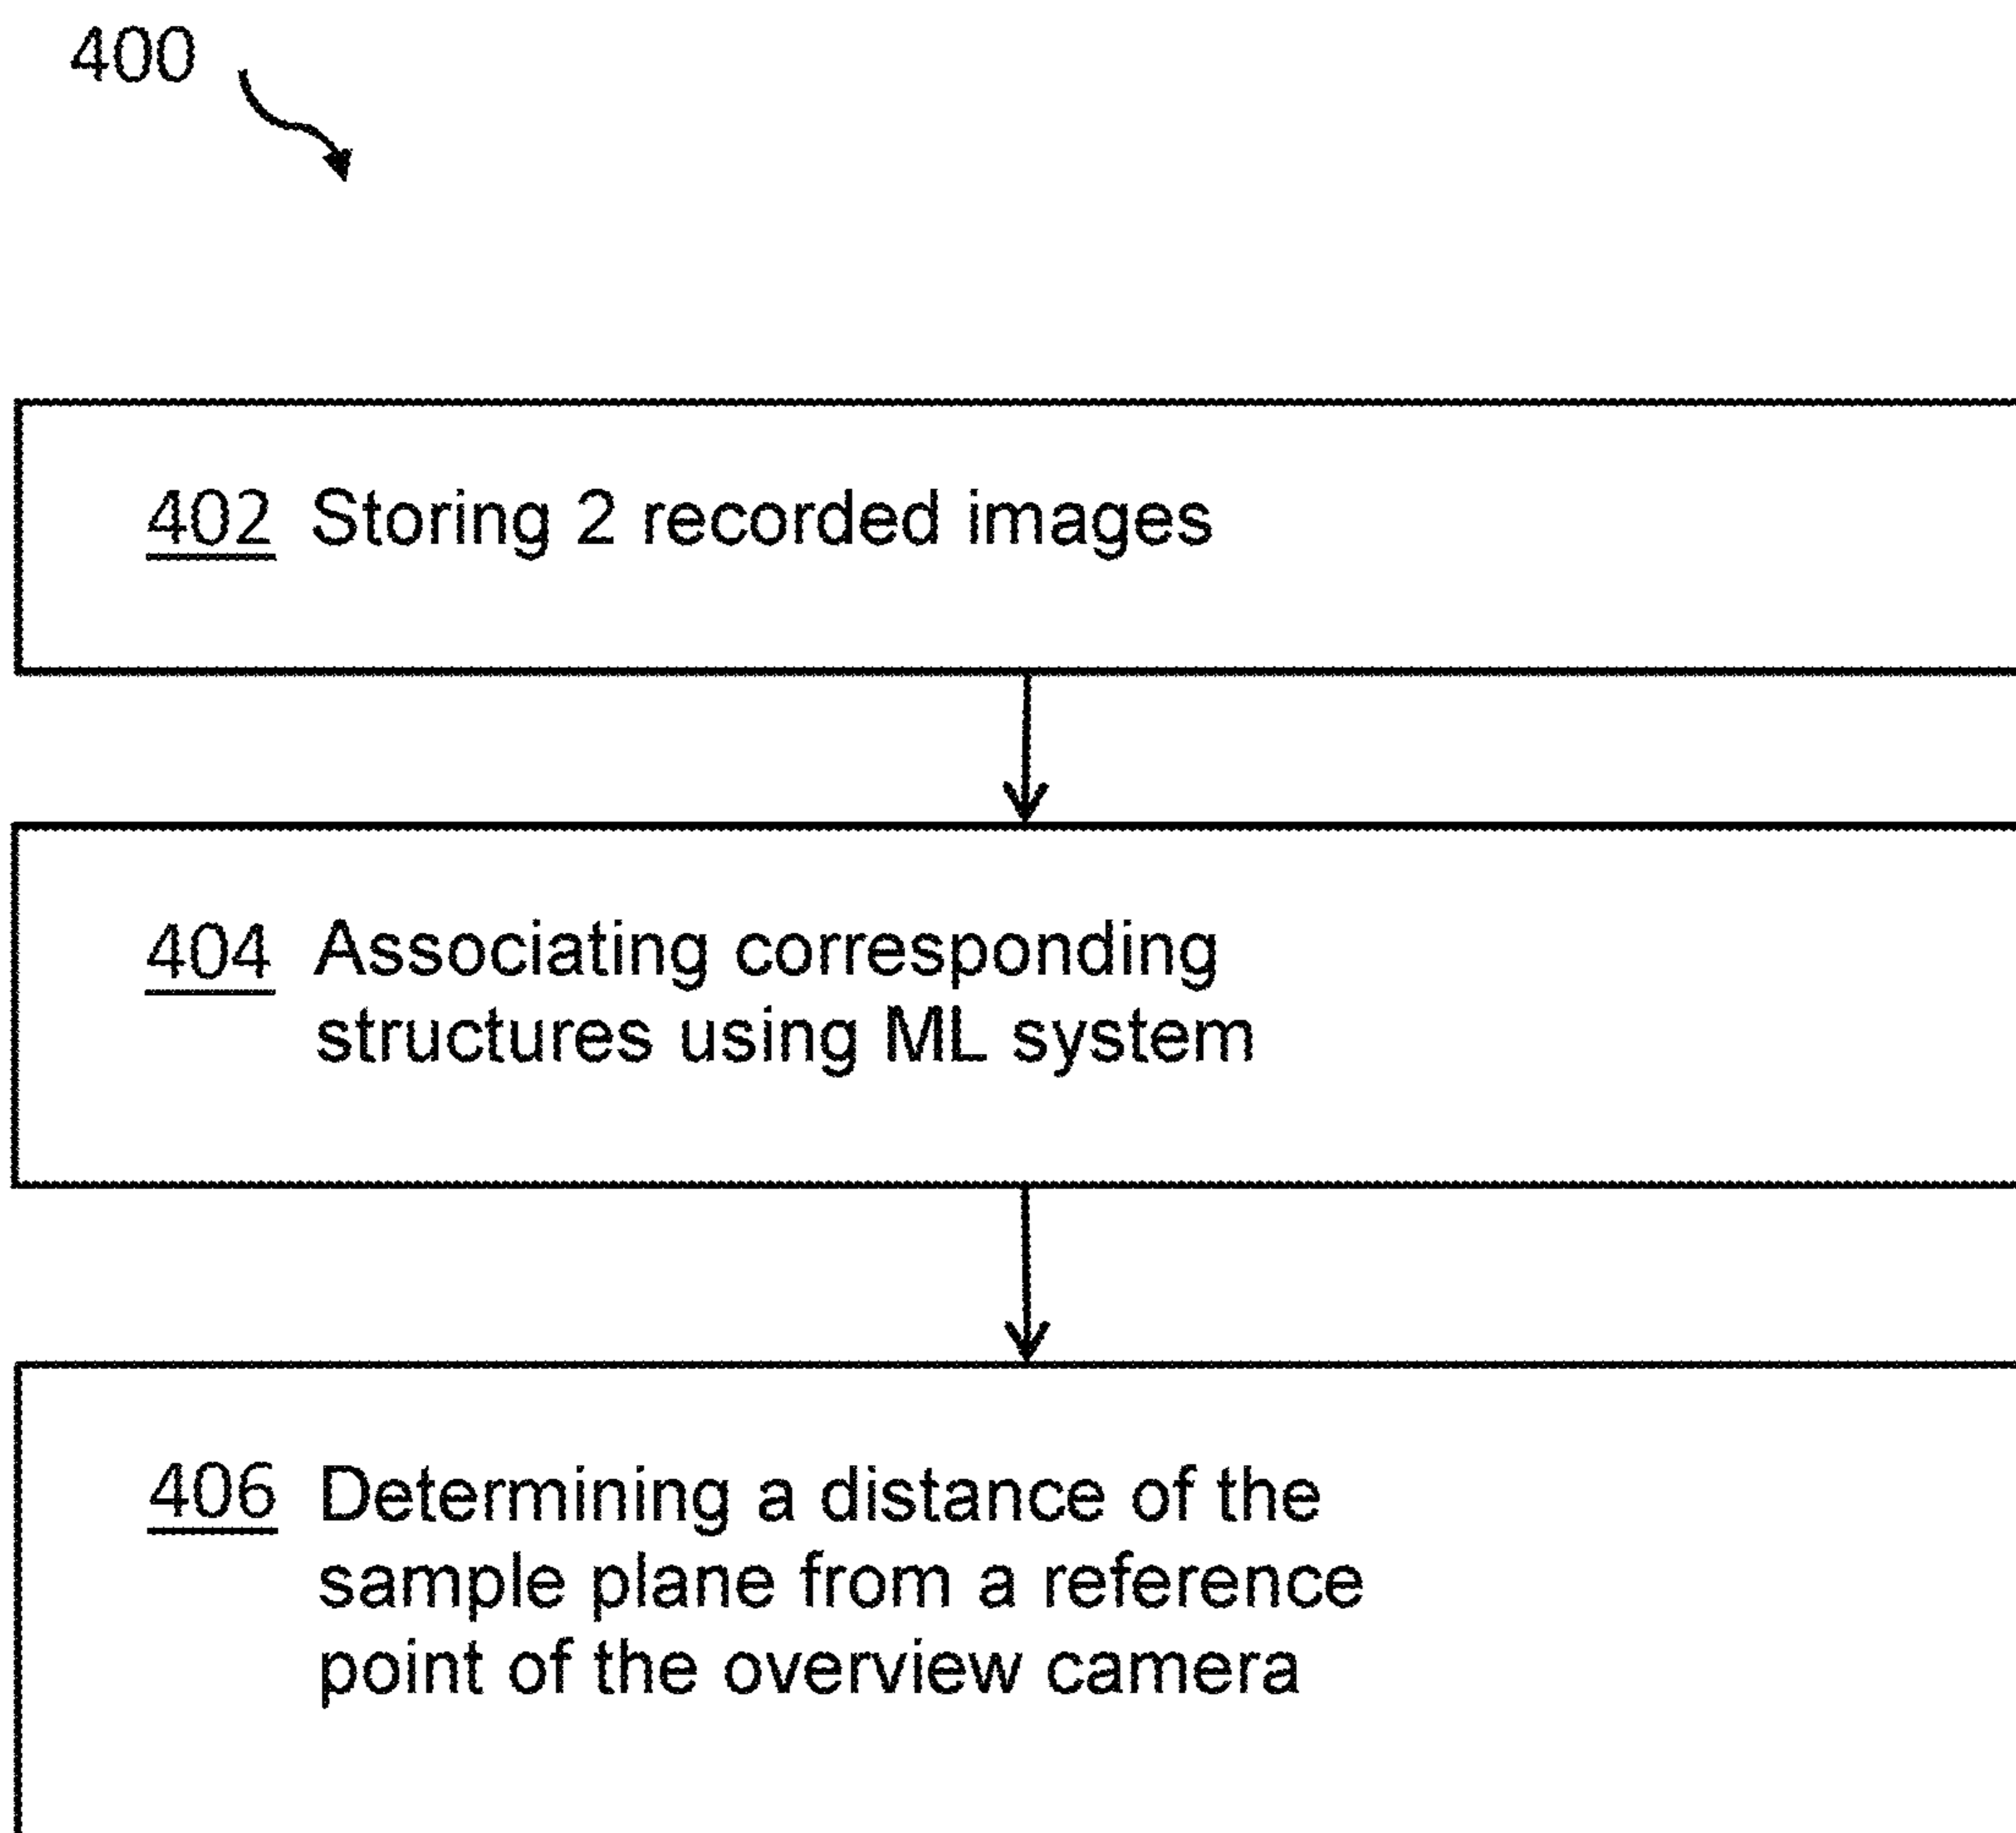 400
402 Storing 2 recorded images
404 Associating corresponding
structures using ML system
406 Determining a distance of the
sample plane from a reference
point of the overview camera